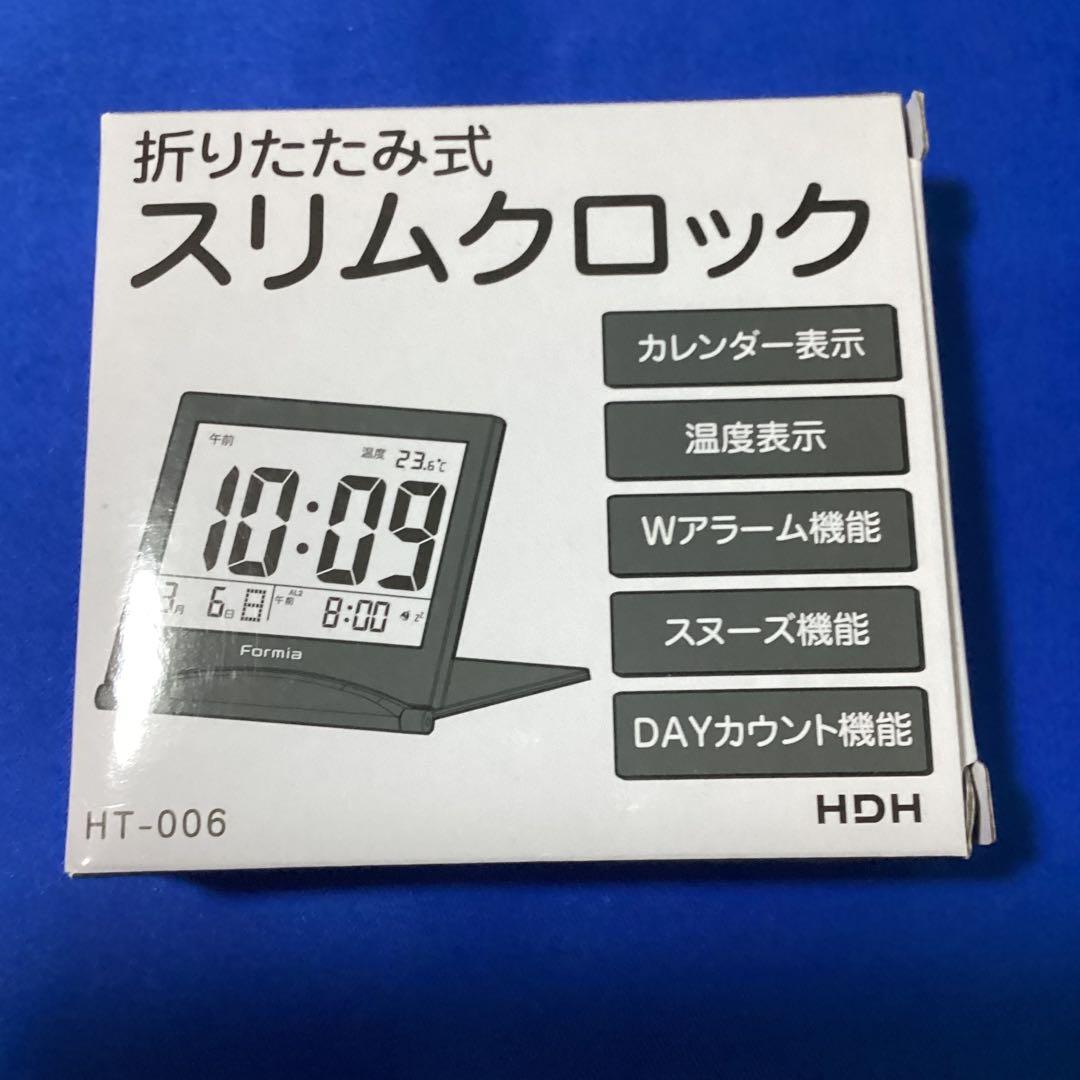 折りたたみ式
スリムクロック
カレンダー表示
温度表示
Wアラーム機能
スヌーズ機能
DAYカウント機能
午前
温度 23.6℃
10:09
3月 6日 日 午前 AL2 8:00 zz
Formia
HT-006
HDH